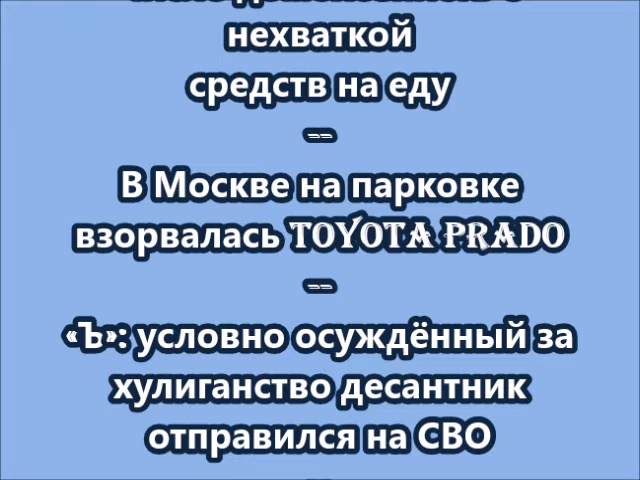 нехваткой
средств на еду
--
В Москве на парковке
взорвалась TOYOTA PRADO
--
«Ъ»: условно осуждённый за
хулиганство десантник
отправился на СВО